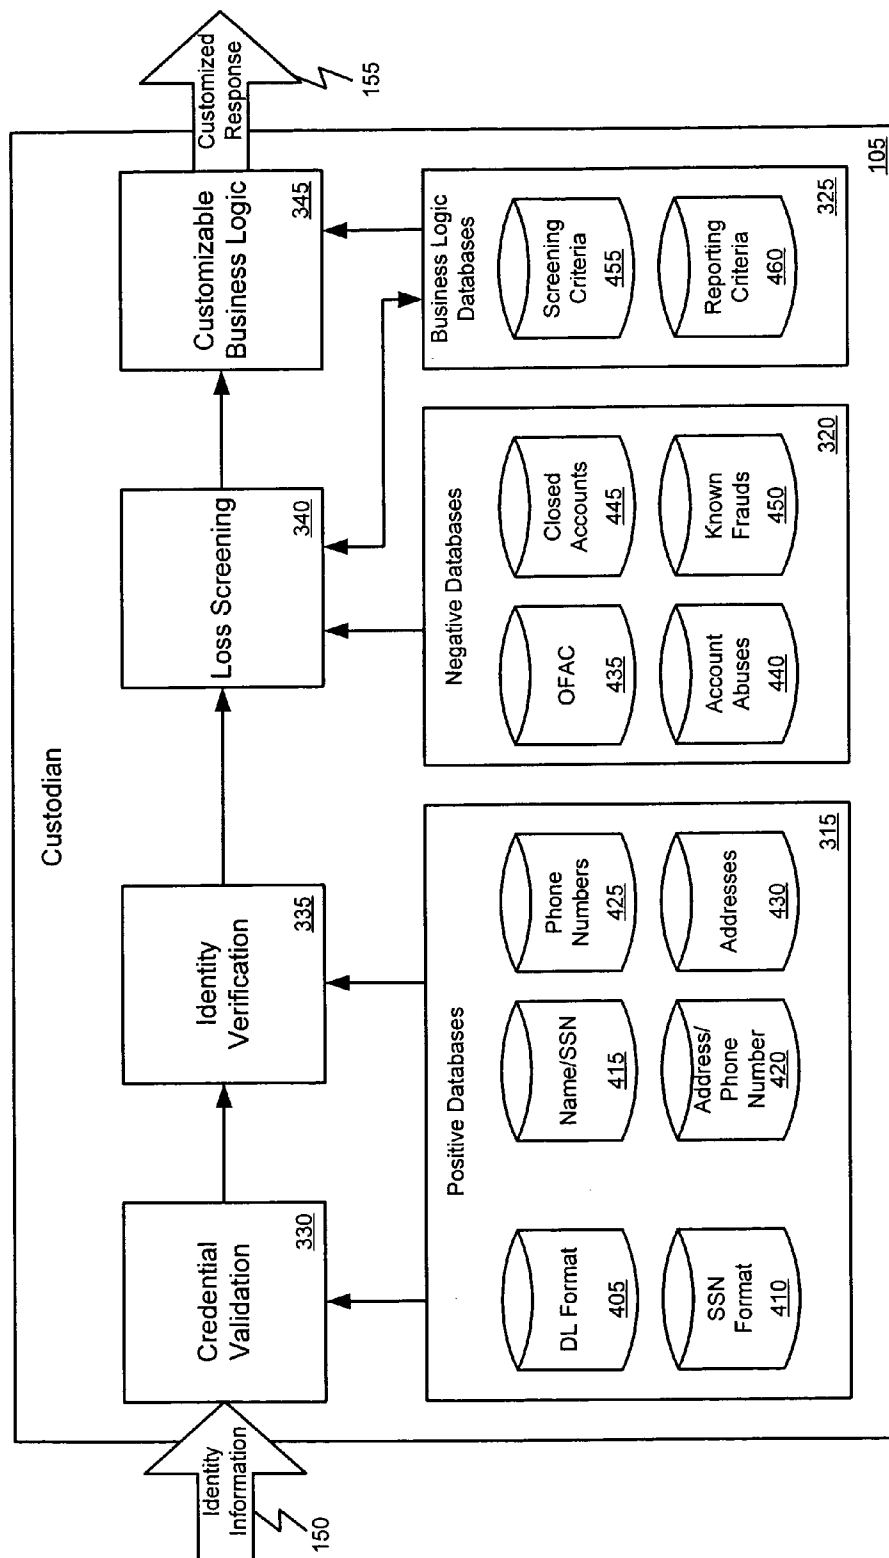 Custodian
Identity
Information
150
Credential
Validation
330
Identity
Verification
335
Loss Screening
340
Customizable
Business Logic
345
Customized
Response
155
Positive Databases
DL Format
405
SSN
Format
410
Name/SSN
415
Address/
Phone
Number
420
Phone
Numbers
425
Addresses
430
315
Negative Databases
OFAC
435
Account
Abuses
440
Closed
Accounts
445
Known
Frauds
450
320
Business Logic
Databases
Screening
Criteria
455
Reporting
Criteria
460
325
105